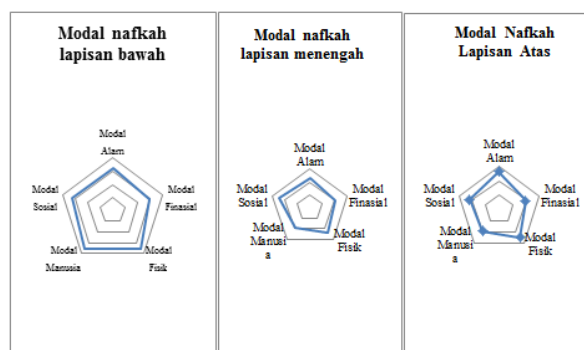 Modal nafkah
lapisan bawah
Modal
Alam
Modal
Finasial
Modal
Fisik
Modal
Manusia
Modal
Sosial
Modal nafkah
lapisan menengah
Modal
Alam
Modal
Finasial
Modal
Fisik
Modal
Manusi
a
Modal
Sosial
Modal Nafkah
Lapisan Atas
Modal
Alam
Modal
Finasial
Modal
Fisik
Modal
Manusi
a
Modal
Sosial